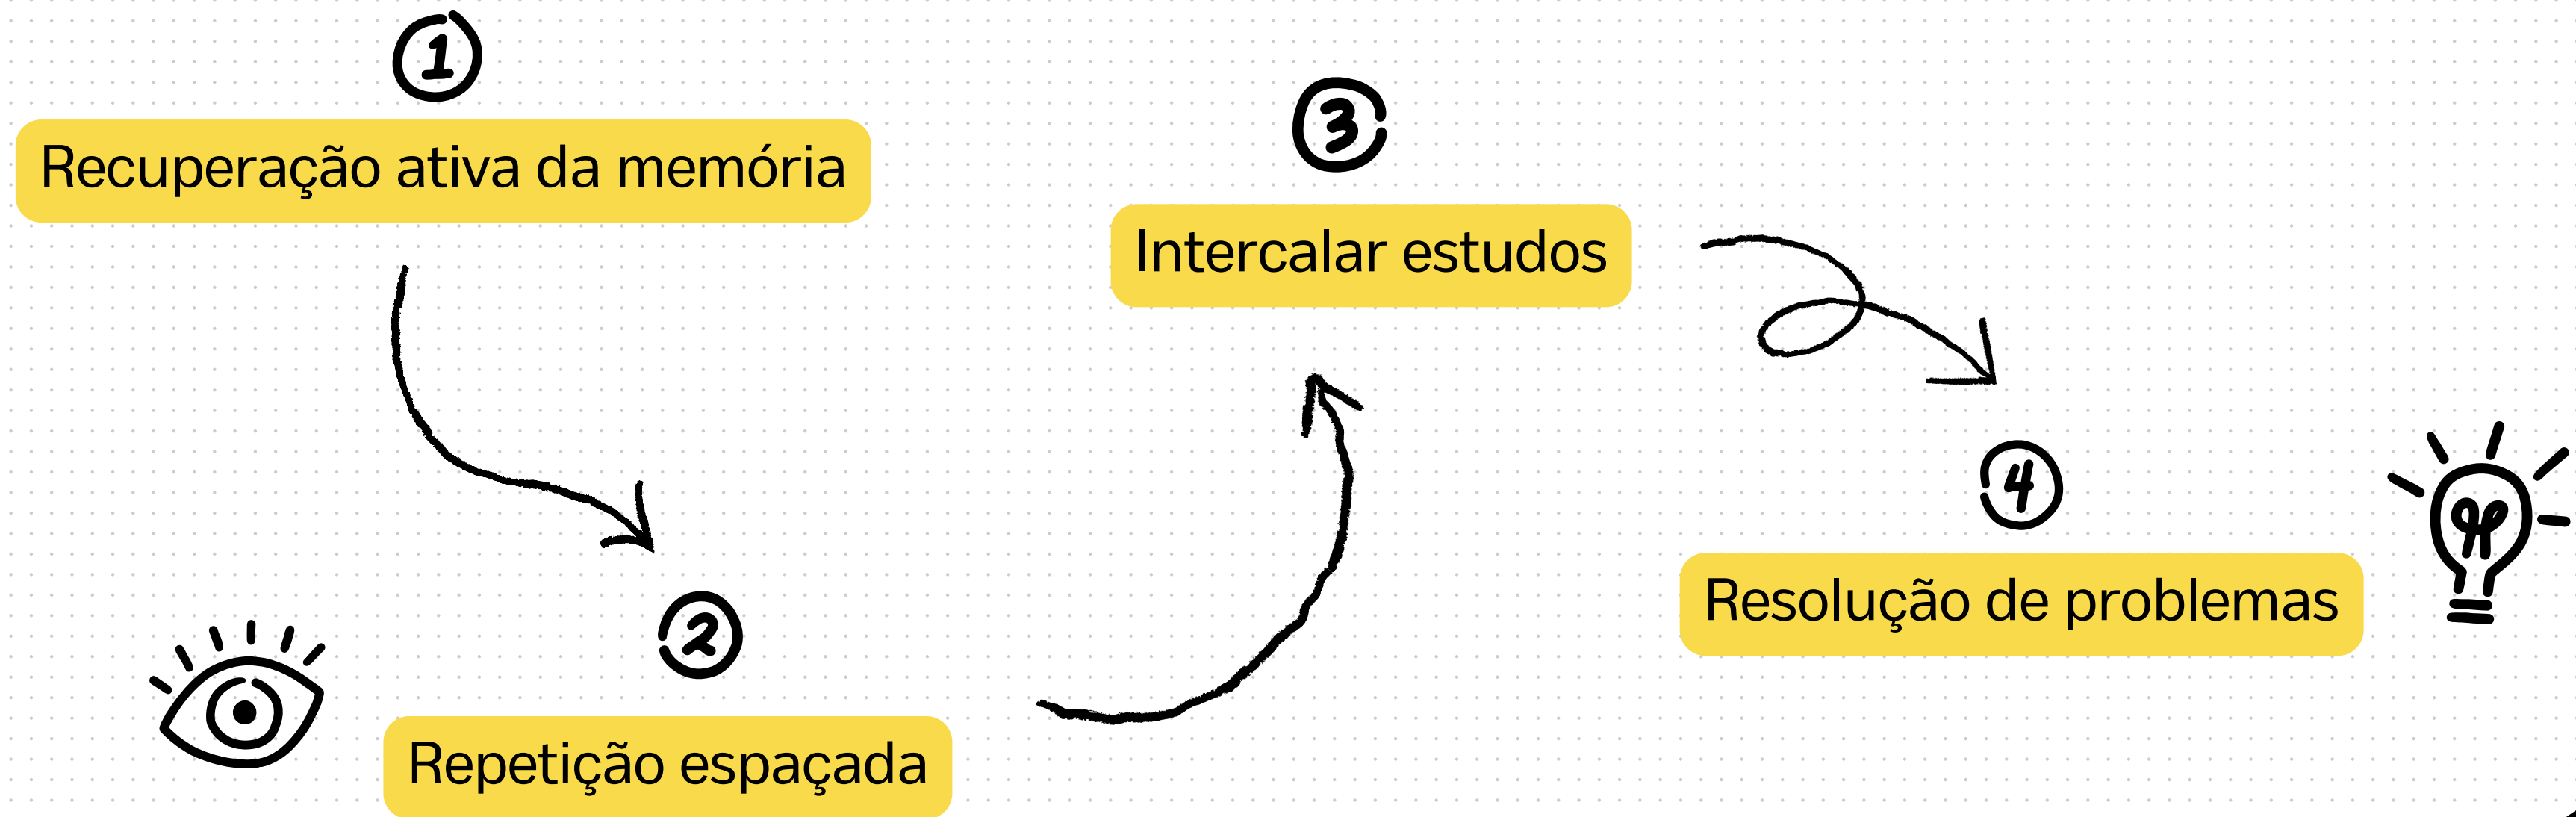 1
Recuperação ativa da memória
2
Repetição espaçada
3
Intercalar estudos
4
Resolução de problemas